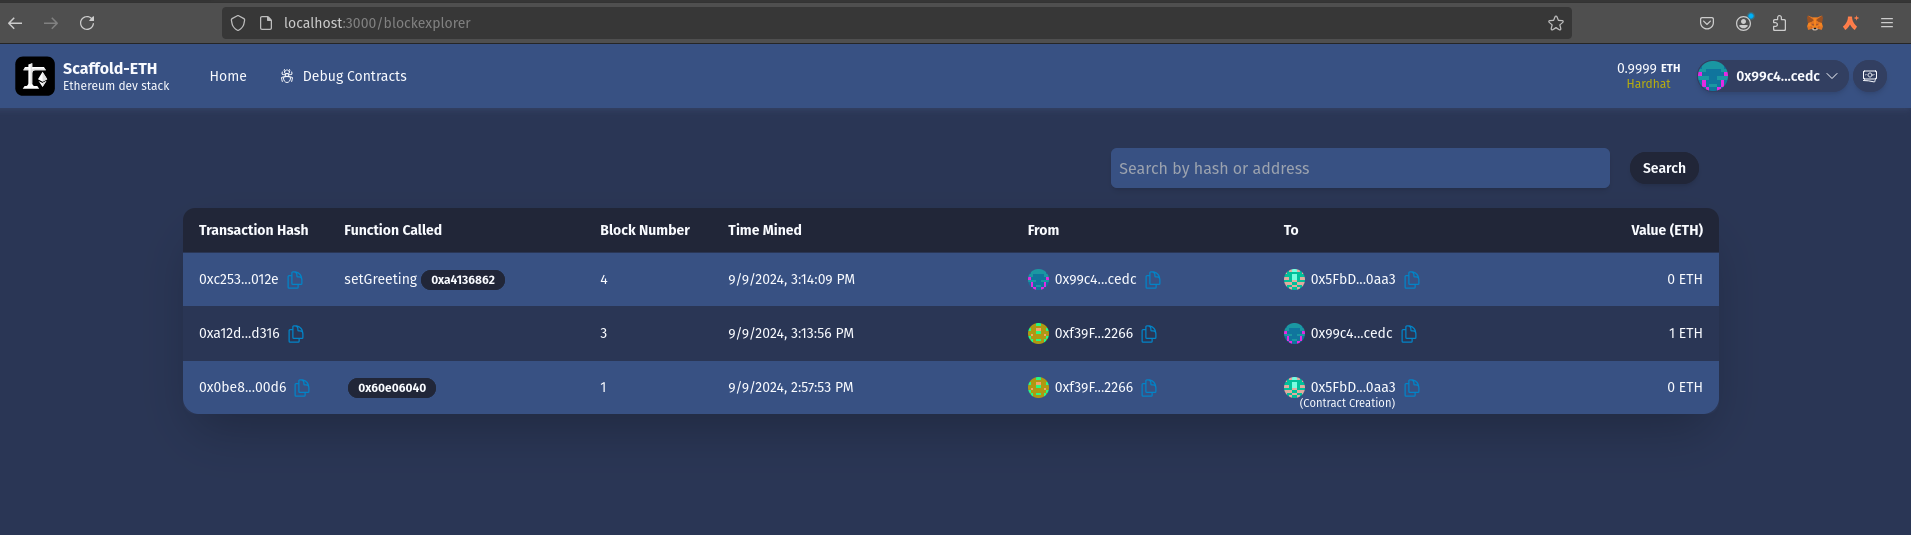 localhost:3000/blockexplorer
Scaffold-ETH
Ethereum dev stack
Home
Debug Contracts
0.9999 ETH
Hardhat
0x99c4...cedc
Search by hash or address
Search
Transaction Hash Function Called Block Number Time Mined From To Value (ETH)
0xc253...012e setGreeting 0xa4136862 4 9/9/2024, 3:14:09 PM 0x99c4...cedc 0x5FbD...0aa3 0 ETH
0xa12d...d316 3 9/9/2024, 3:13:56 PM 0xf39F...2266 0x99c4...cedc 1 ETH
0x0be8...00d6 0x60e06040 1 9/9/2024, 2:57:53 PM 0xf39F...2266 0x5FbD...0aa3 0 ETH
(Contract Creation)